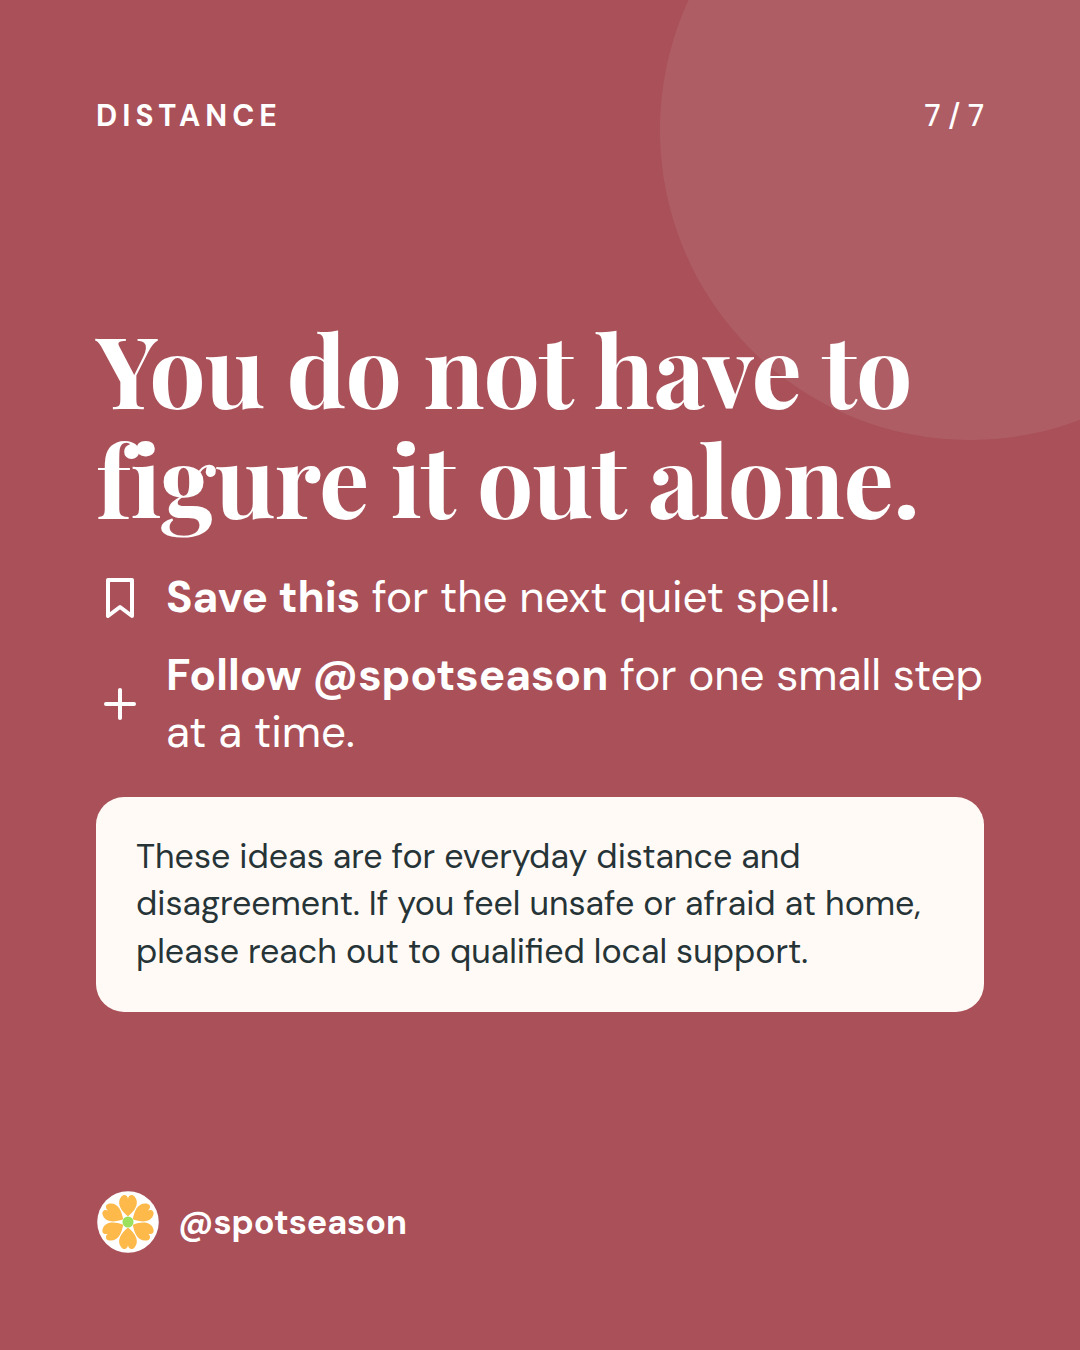 DISTANCE
7 / 7
You do not have to
figure it out alone.
Save this for the next quiet spell.
Follow @spotseason for one small step
at a time.
These ideas are for everyday distance and
disagreement. If you feel unsafe or afraid at home,
please reach out to qualified local support.
@spotseason